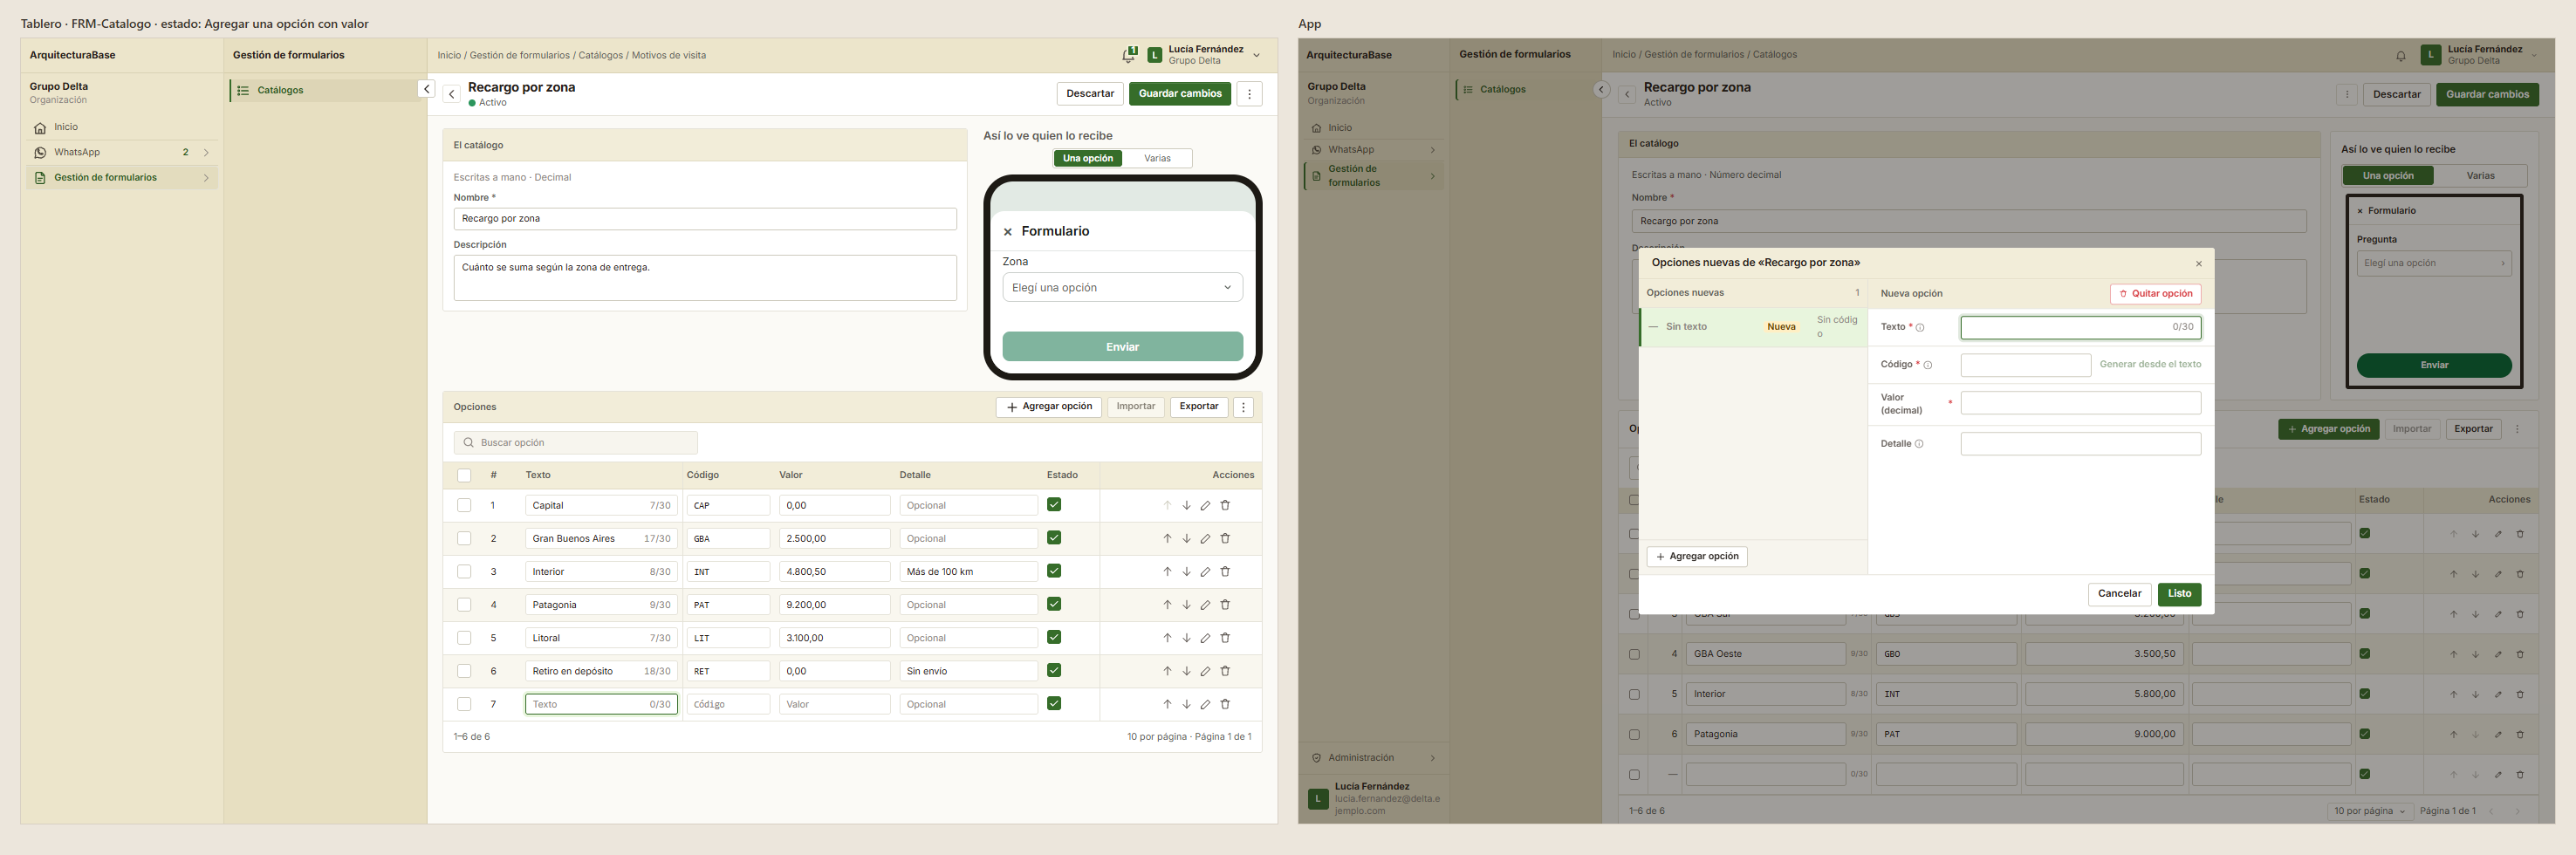 Tablero · FRM-Catalogo · estado: Agregar una opción con valor
ArquitecturaBase
Gestión de formularios
Inicio / Gestión de formularios / Catálogos / Motivos de visita
1
L
Lucía Fernández
Grupo Delta
Grupo Delta
Organización
Inicio
WhatsApp 2
Gestión de formularios
Catálogos
Recargo por zona
Activo
Descartar
Guardar cambios
El catálogo
Escritas a mano · Decimal
Nombre *
Recargo por zona
Descripción
Cuánto se suma según la zona de entrega.
Así lo ve quien lo recibe
Una opción
Varias
× Formulario
Zona
Elegí una opción
Enviar
Opciones
+ Agregar opción
Importar
Exportar
Buscar opción
# Texto Código Valor Detalle Estado Acciones
1 Capital 7/30 CAP 0,00 Opcional
2 Gran Buenos Aires 17/30 GBA 2.500,00 Opcional
3 Interior 8/30 INT 4.800,50 Más de 100 km
4 Patagonia 9/30 PAT 9.200,00 Opcional
5 Litoral 7/30 LIT 3.100,00 Opcional
6 Retiro en depósito 18/30 RET 0,00 Sin envío
7 Texto 0/30 Código Valor Opcional
1–6 de 6
10 por página · Página 1 de 1
App
ArquitecturaBase
Gestión de formularios
Inicio / Gestión de formularios / Catálogos
L
Lucía Fernández
Grupo Delta
Grupo Delta
Organización
Inicio
WhatsApp
Gestión de
formularios
Catálogos
Recargo por zona
Activo
Descartar
Guardar cambios
El catálogo
Escritas a mano · Número decimal
Nombre *
Recargo por zona
Así lo ve quien lo recibe
Una opción
Varias
× Formulario
Pregunta
Elegí una opción
Enviar
Opciones nuevas de «Recargo por zona»
×
Opciones nuevas 1
— Sin texto
Nueva
Sin códig
o
+ Agregar opción
Nueva opción
Quitar opción
Texto *
0/30
Código *
Generar desde el texto
Valor
(decimal) *
Detalle
Cancelar
Listo
+ Agregar opción
Importar
Exportar
Estado
Acciones
4 GBA Oeste 9/30 GBO 3.500,50
5 Interior 8/30 INT 5.800,00
6 Patagonia 9/30 PAT 9.000,00
— 0/30
1–6 de 6
10 por página
Página 1 de 1
Administración
L
Lucía Fernández
lucia.fernandez@delta.e
jemplo.com